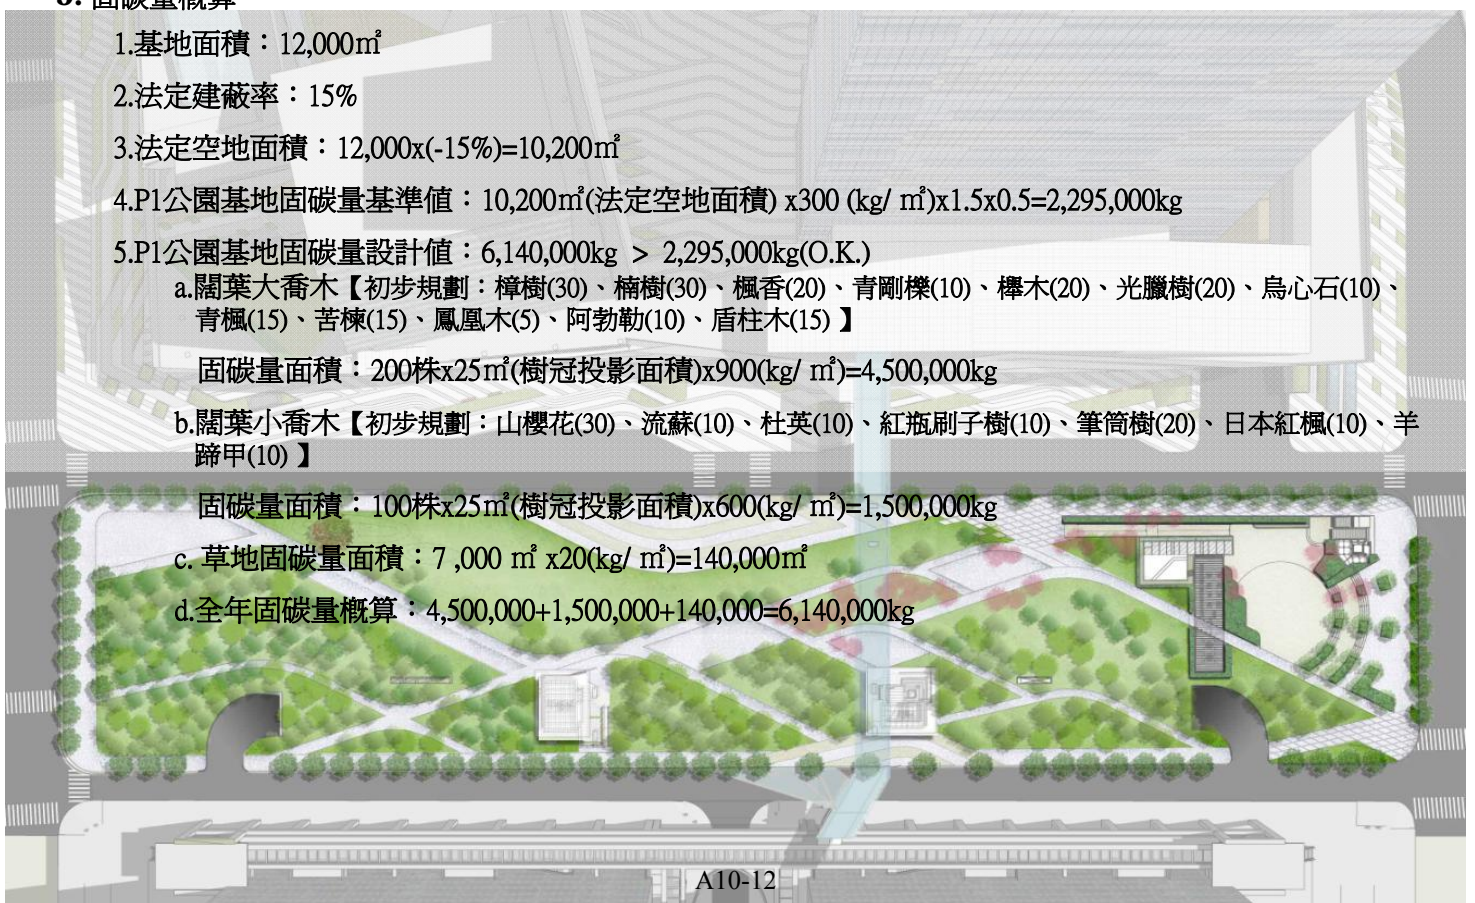 固碳量概算
1.基地面積：12,000㎡
2.法定建蔽率：15%
3.法定空地面積：12,000x(-15%)=10,200㎡
4.P1公園基地固碳量基準值：10,200㎡(法定空地面積) x300 (kg/ ㎡)x1.5x0.5=2,295,000kg
5.P1公園基地固碳量設計值：6,140,000kg > 2,295,000kg(O.K.)
a.闊葉大喬木【初步規劃：樟樹(30)、楠樹(30)、楓香(20)、青剛櫟(10)、櫸木(20)、光臘樹(20)、烏心石(10)、
青楓(15)、苦楝(15)、鳳凰木(5)、阿勃勒(10)、盾柱木(15) 】
固碳量面積：200株x25㎡(樹冠投影面積)x900(kg/ ㎡)=4,500,000kg
b.闊葉小喬木【初步規劃：山櫻花(30)、流蘇(10)、杜英(10)、紅瓶刷子樹(10)、筆筒樹(20)、日本紅楓(10)、羊
蹄甲(10) 】
固碳量面積：100株x25㎡(樹冠投影面積)x600(kg/ ㎡)=1,500,000kg
c. 草地固碳量面積：7 ,000 ㎡ x20(kg/ ㎡)=140,000㎡
d.全年固碳量概算：4,500,000+1,500,000+140,000=6,140,000kg
A10-12